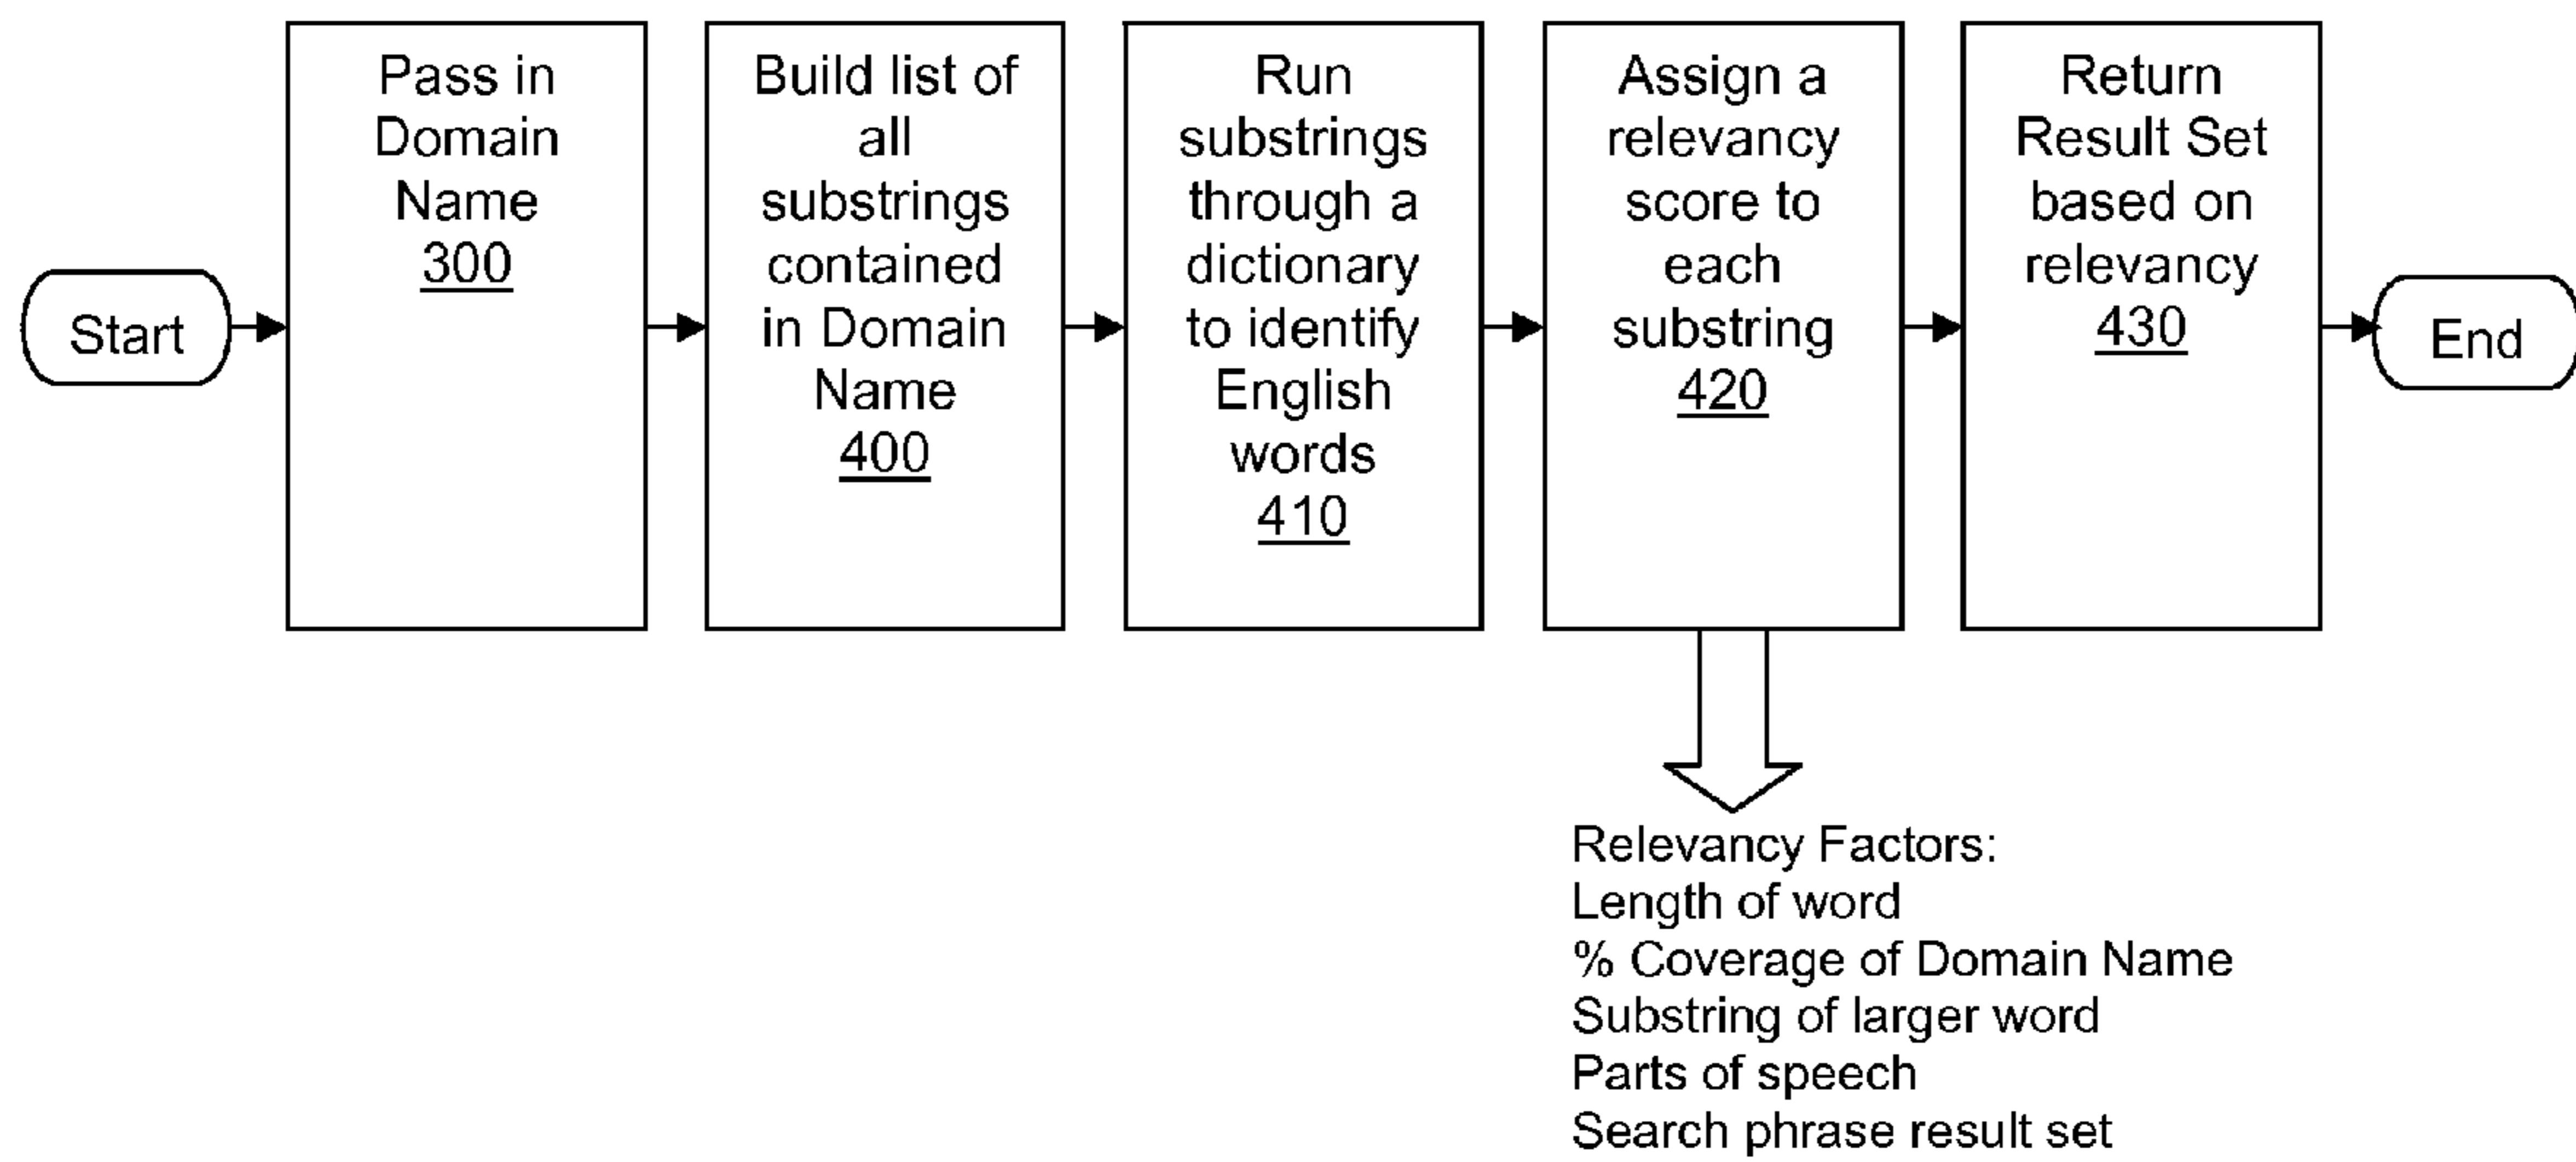 Start
Pass in
Domain
Name
300
Build list of
all
substrings
contained
in Domain
Name
400
Run
substrings
through a
dictionary
to identify
English
words
410
Assign a
relevancy
score to
each
substring
420
Return
Result Set
based on
relevancy
430
End
Relevancy Factors:
Length of word
% Coverage of Domain Name
Substring of larger word
Parts of speech
Search phrase result set